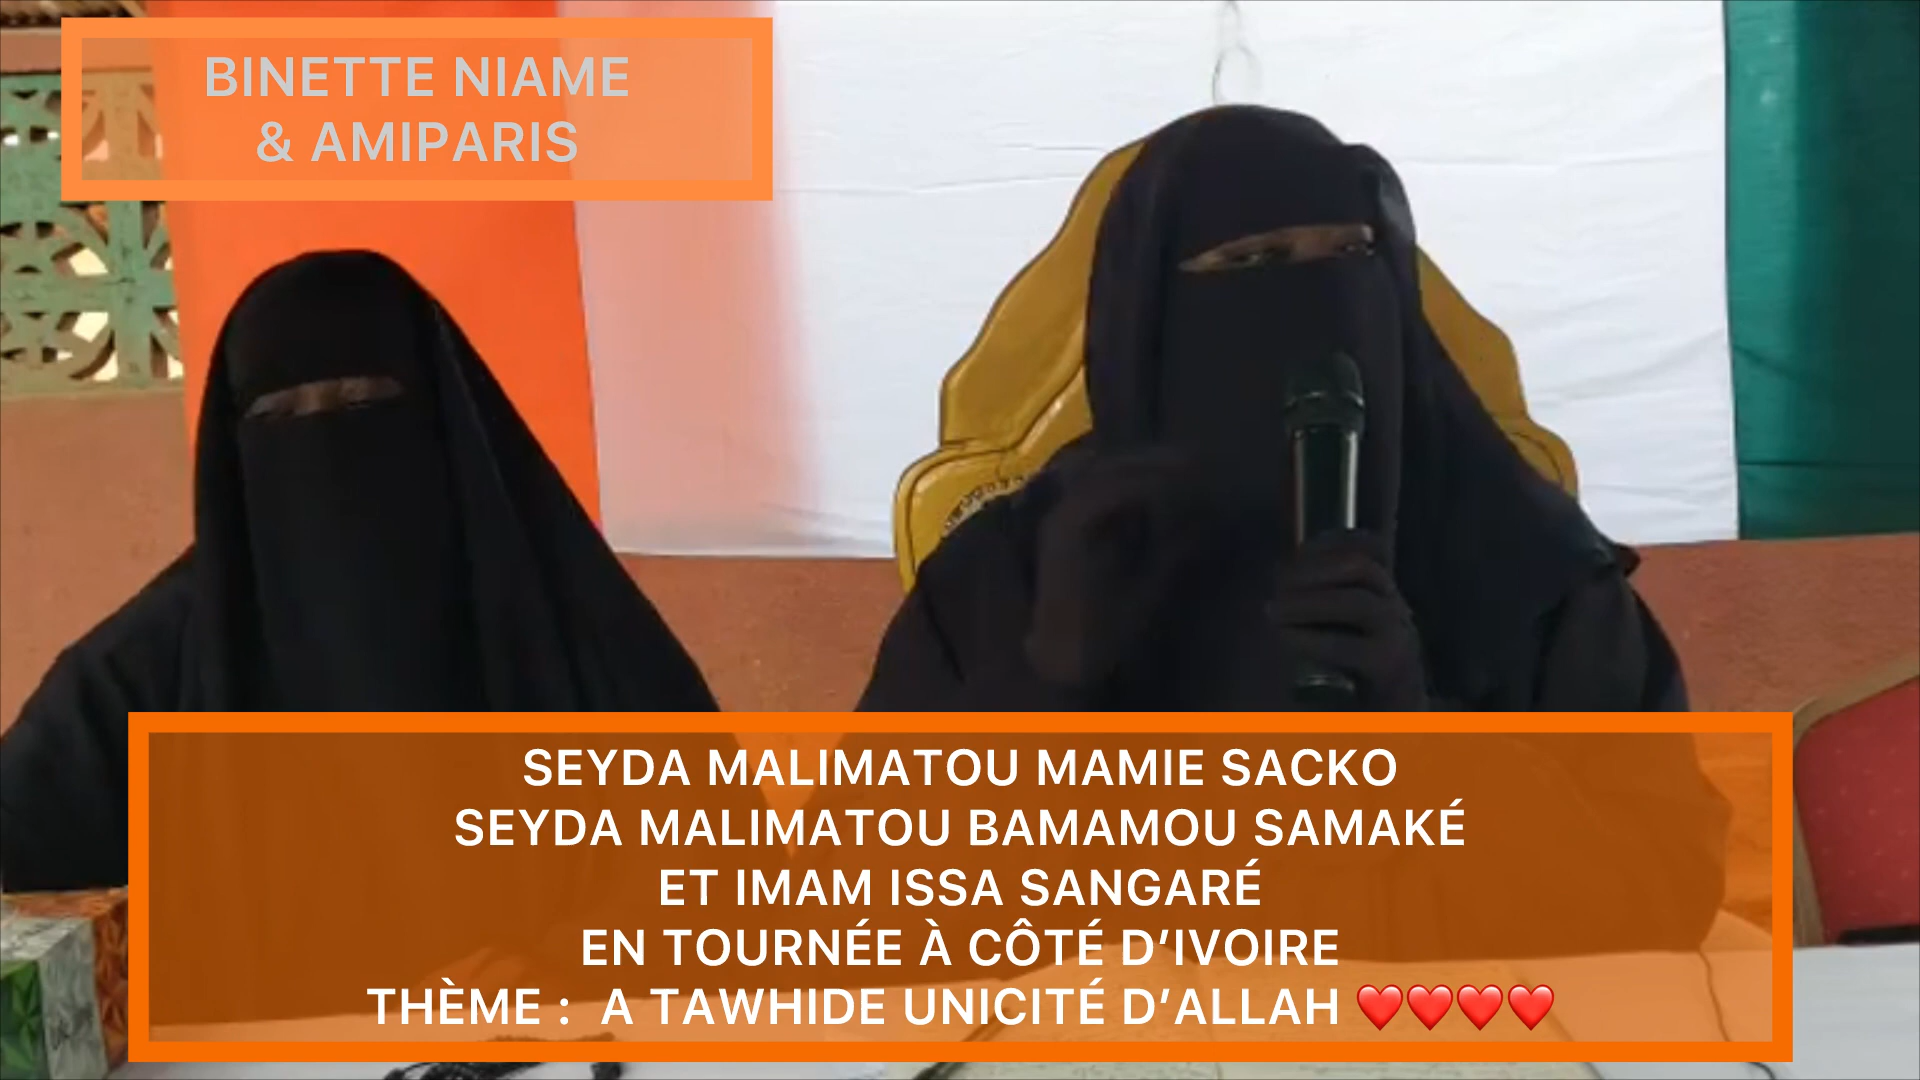 BINETTE NIAME
& AMIPARIS
SEYDA MALIMATOU MAMIE SACKO
SEYDA MALIMATOU BAMAMOU SAMAKÉ
ET IMAM ISSA SANGARÉ
EN TOURNÉE À CÔTÉ D’IVOIRE
THÈME :  A TAWHIDE UNICITÉ D’ALLAH ❤️❤️❤️❤️